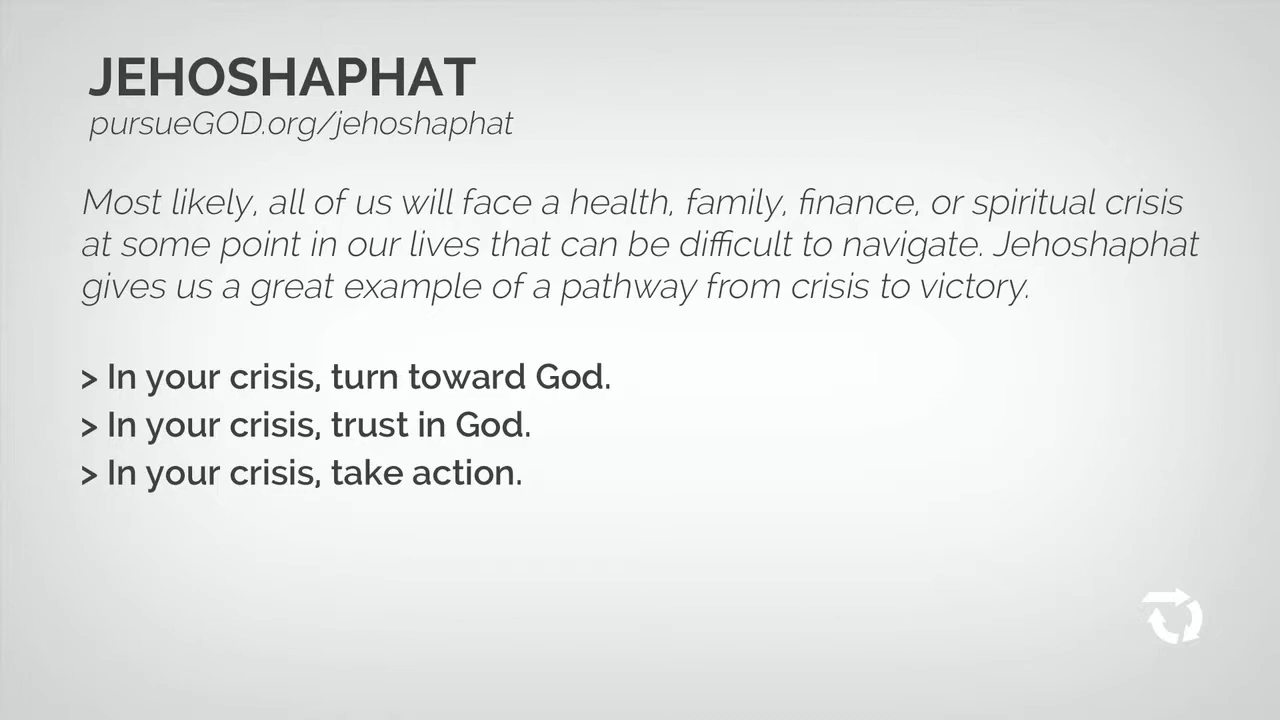 JEHOSHAPHAT
pursueGOD.org/jehoshaphat
Most likely, all of us will face a health, family, finance, or spiritual crisis
at some point in our lives that can be difficult to navigate. Jehoshaphat
gives us a great example of a pathway from crisis to victory.
> In your crisis, turn toward God.
> In your crisis, trust in God.
> In your crisis, take action.